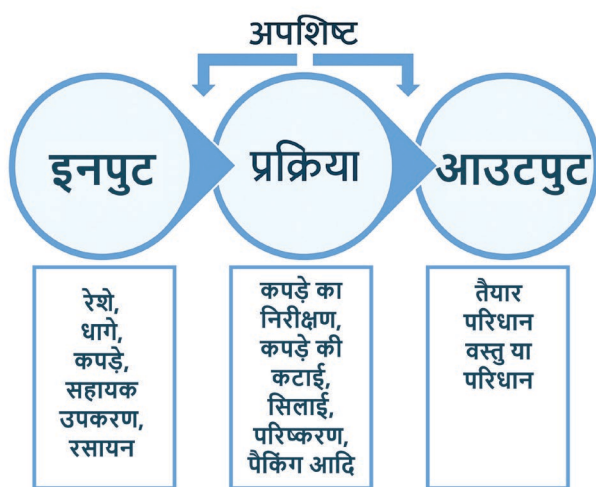 अपशिष्ट
इनपुट
प्रक्रिया
आउटपुट
रेशे,
धागे,
कपड़े,
सहायक
उपकरण,
रसायन
कपड़े का
निरीक्षण,
कपड़े की
कटाई,
सिलाई,
परिष्करण,
पैकिंग आदि
तैयार
परिधान
वस्तु या
परिधान